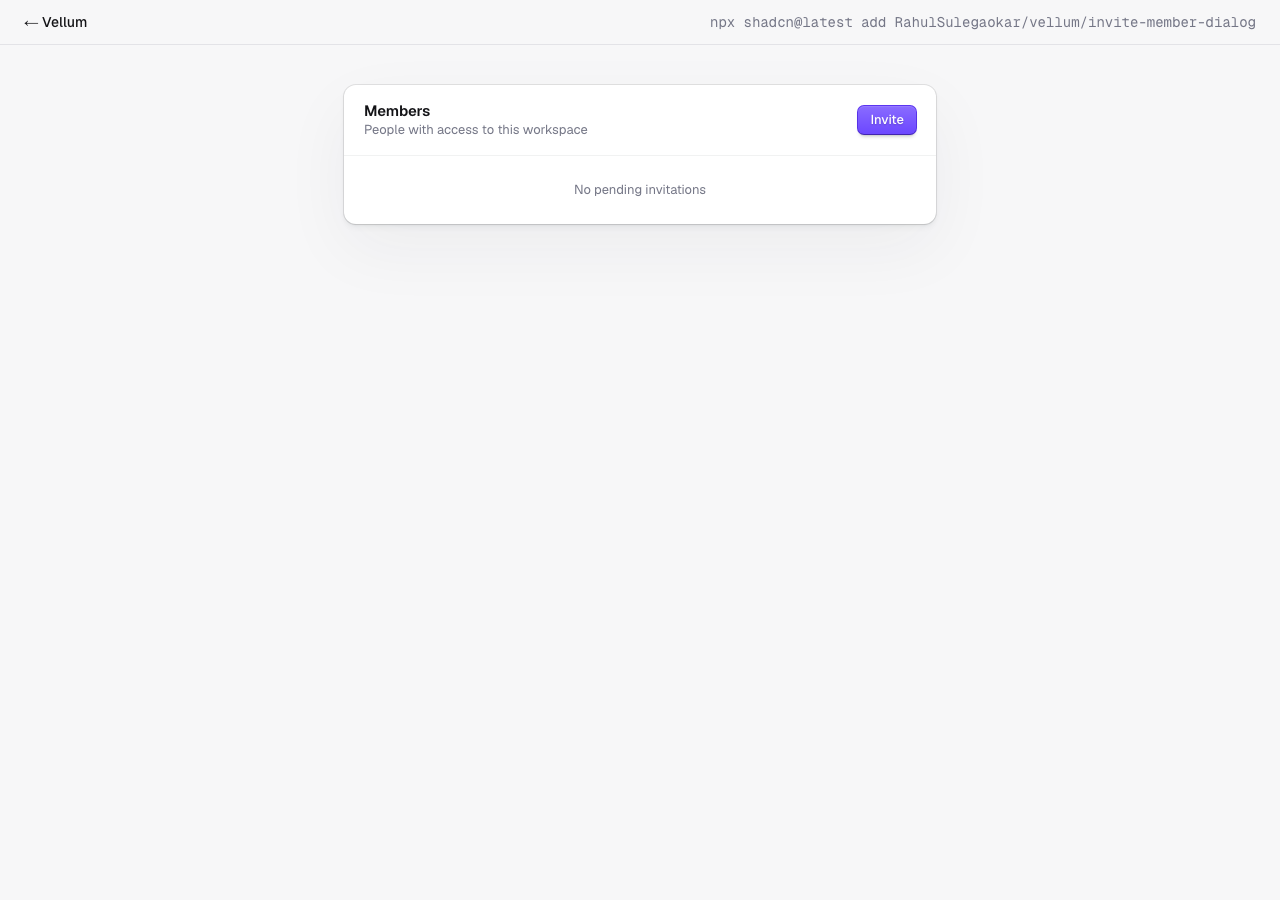 ← Vellum
npx shadcn@latest add RahulSulegaokar/vellum/invite-member-dialog
Members
People with access to this workspace
Invite
No pending invitations